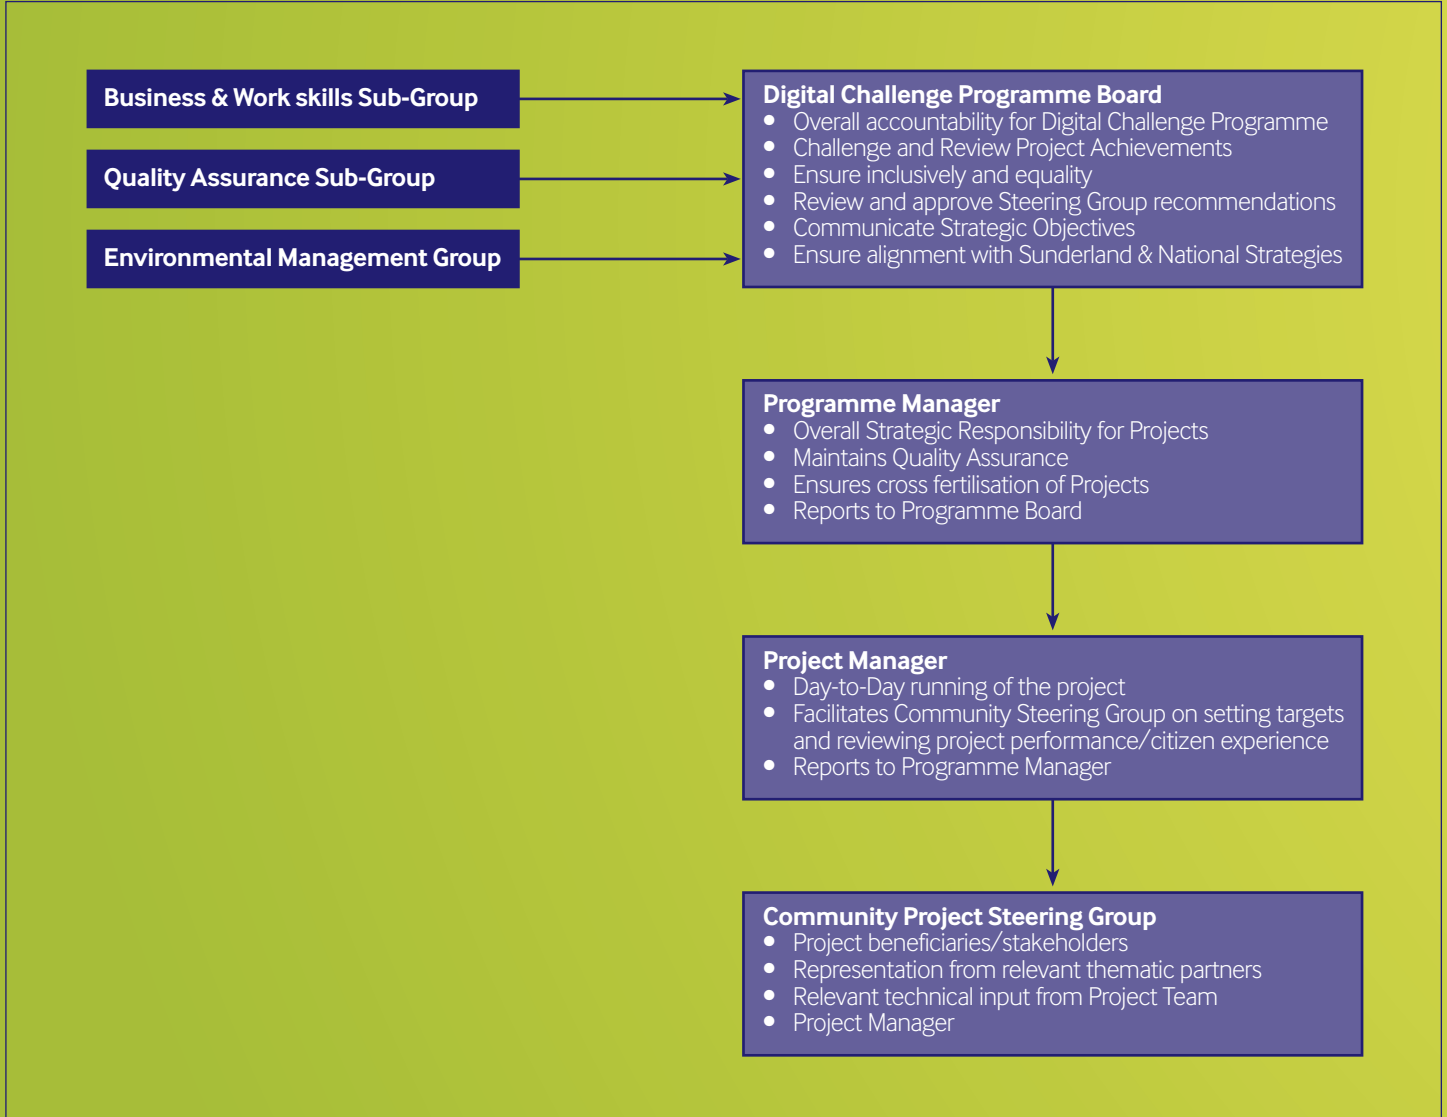 Business & Work skills Sub-Group
Quality Assurance Sub-Group
Environmental Management Group
Digital Challenge Programme Board
• Overall accountability for Digital Challenge Programme
• Challenge and Review Project Achievements
• Ensure inclusively and equality
• Review and approve Steering Group recommendations
• Communicate Strategic Objectives
• Ensure alignment with Sunderland & National Strategies
Programme Manager
• Overall Strategic Responsibility for Projects
• Maintains Quality Assurance
• Ensures cross fertilisation of Projects
• Reports to Programme Board
Project Manager
• Day-to-Day running of the project
• Facilitates Community Steering Group on setting targets
and reviewing project performance/citizen experience
• Reports to Programme Manager
Community Project Steering Group
• Project beneficiaries/stakeholders
• Representation from relevant thematic partners
• Relevant technical input from Project Team
• Project Manager